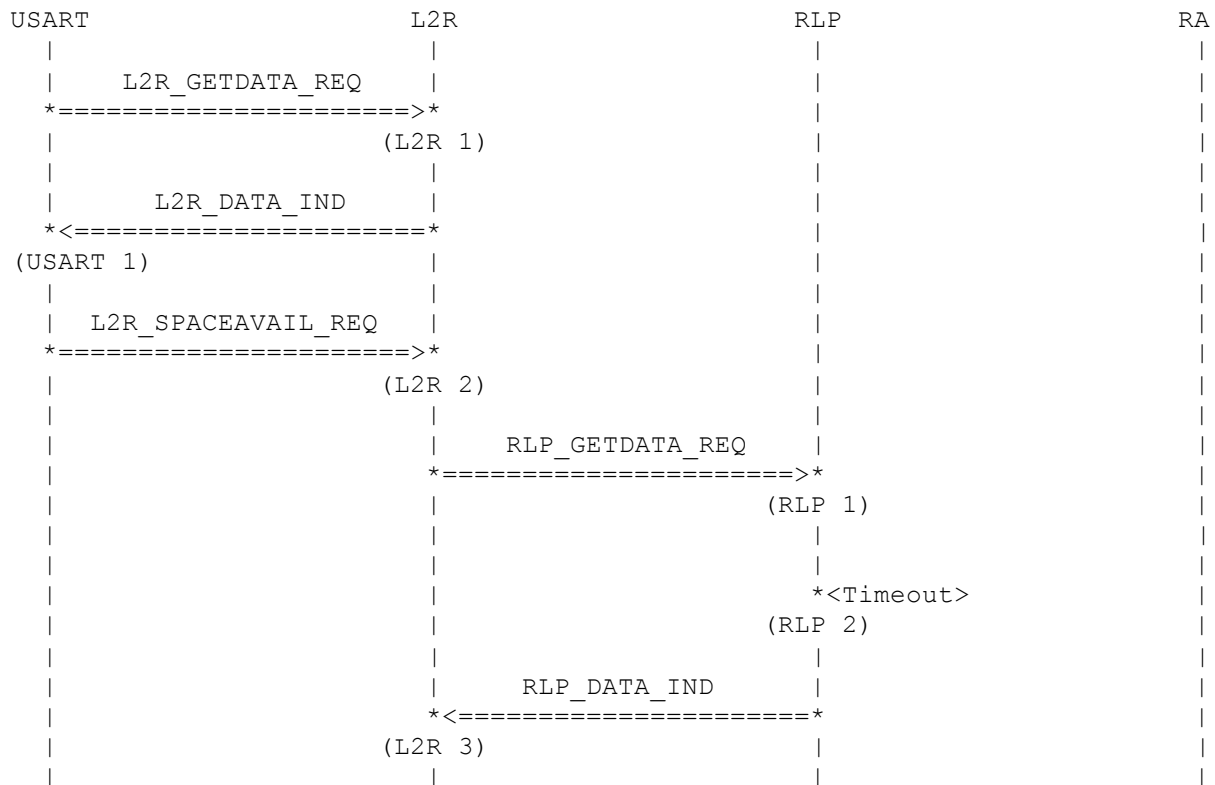 USART L2R RLP RA
| | | |
| L2R_GETDATA_REQ | | |
*======================>* | |
| (L2R 1) | |
| | | |
| L2R_DATA_IND | | |
*<======================* | |
(USART 1) | | |
| | | |
| L2R_SPACEAVAIL_REQ | | |
*======================>* | |
| (L2R 2) | |
| | | |
| | RLP_GETDATA_REQ | |
| *======================>* |
| | (RLP 1) |
| | | |
| | | |
| | *<Timeout> |
| | (RLP 2) |
| | | |
| | RLP_DATA_IND | |
| *<======================* |
| (L2R 3) | |
| | | |